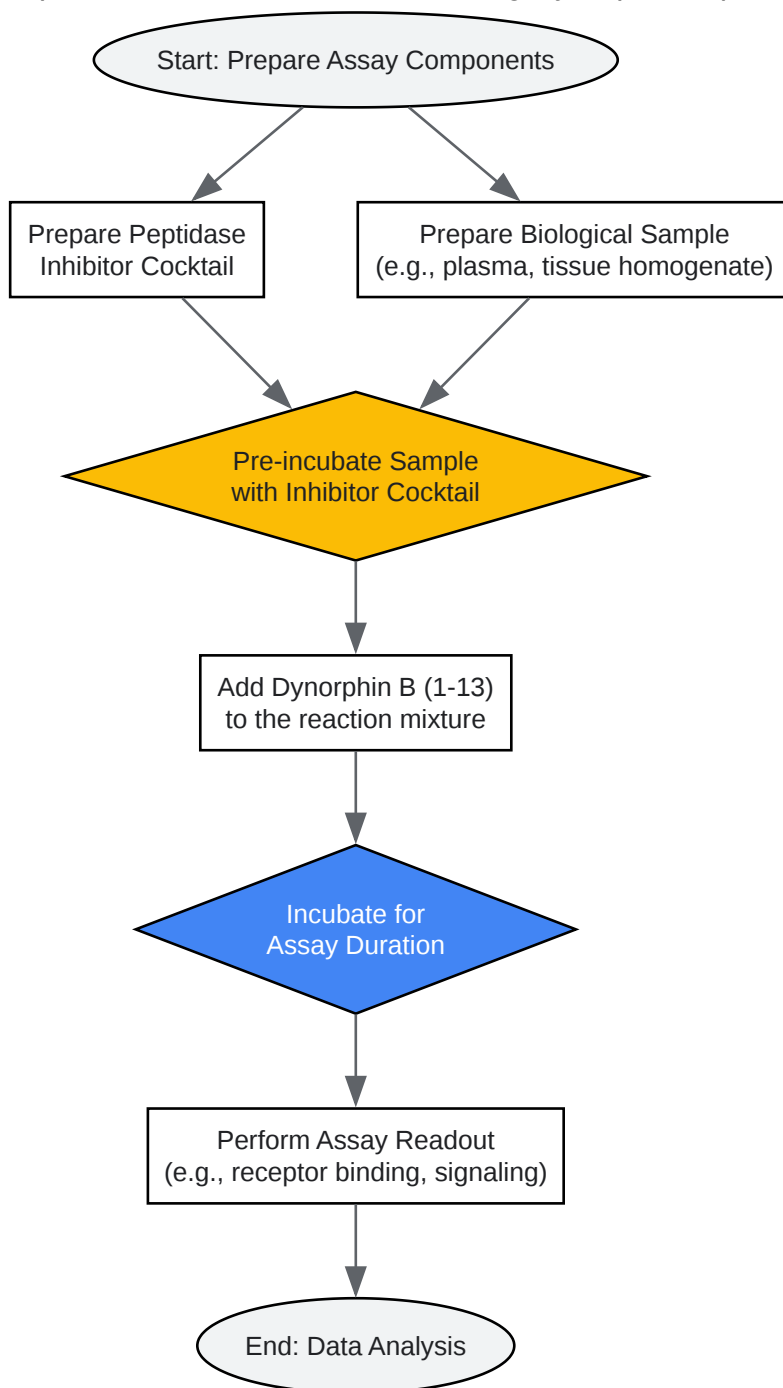 Start: Prepare Assay Components
Prepare Peptidase
Inhibitor Cocktail
Prepare Biological Sample
(e.g., plasma, tissue homogenate)
Pre-incubate Sample
with Inhibitor Cocktail
Add Dynorphin B (1-13)
to the reaction mixture
Incubate for
Assay Duration
Perform Assay Readout
(e.g., receptor binding, signaling)
End: Data Analysis